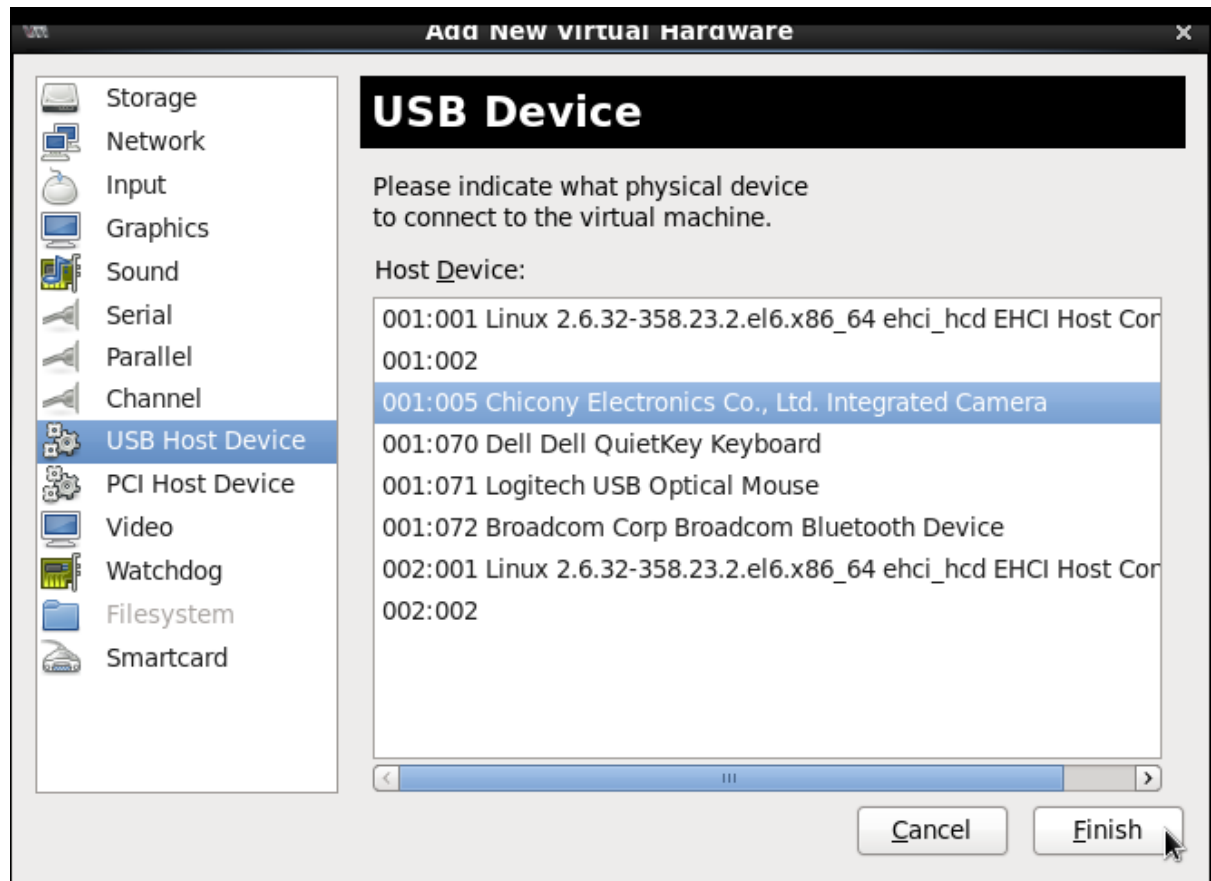 Add New Virtual Hardware
Storage
Network
Input
Graphics
Sound
Serial
Parallel
Channel
USB Host Device
PCI Host Device
Video
Watchdog
Filesystem
Smartcard
USB Device
Please indicate what physical device
to connect to the virtual machine.
Host Device:
001:001 Linux 2.6.32-358.23.2.el6.x86_64 ehci_hcd EHCI Host Cor
001:002
001:005 Chicony Electronics Co., Ltd. Integrated Camera
001:070 Dell Dell QuietKey Keyboard
001:071 Logitech USB Optical Mouse
001:072 Broadcom Corp Broadcom Bluetooth Device
002:001 Linux 2.6.32-358.23.2.el6.x86_64 ehci_hcd EHCI Host Cor
002:002
Cancel
Finish